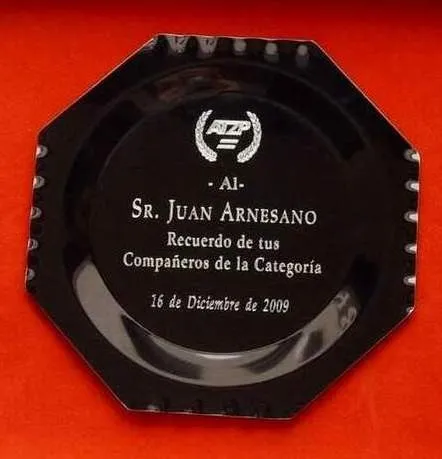 ATZP
- Al -
SR. JUAN ARNESANO
Recuerdo de tus
Compañeros de la Categoría
16 de Diciembre de 2009